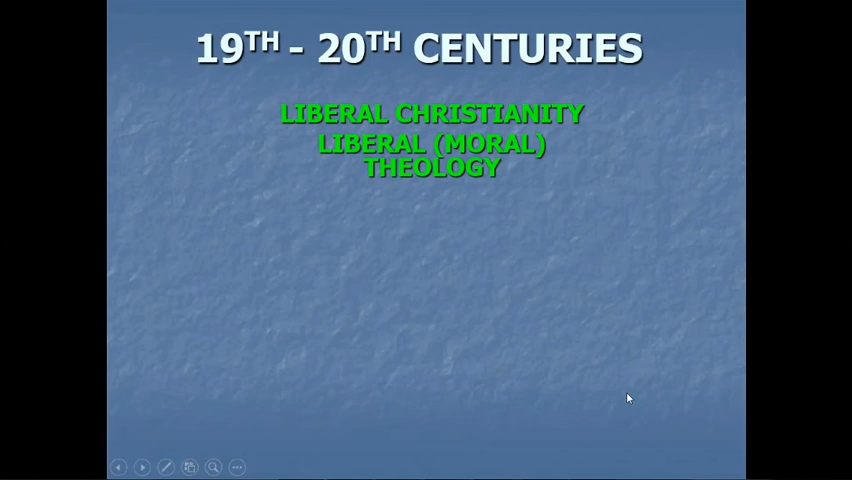 19TH - 20TH CENTURIES
LIBERAL CHRISTIANITY
LIBERAL (MORAL)
THEOLOGY